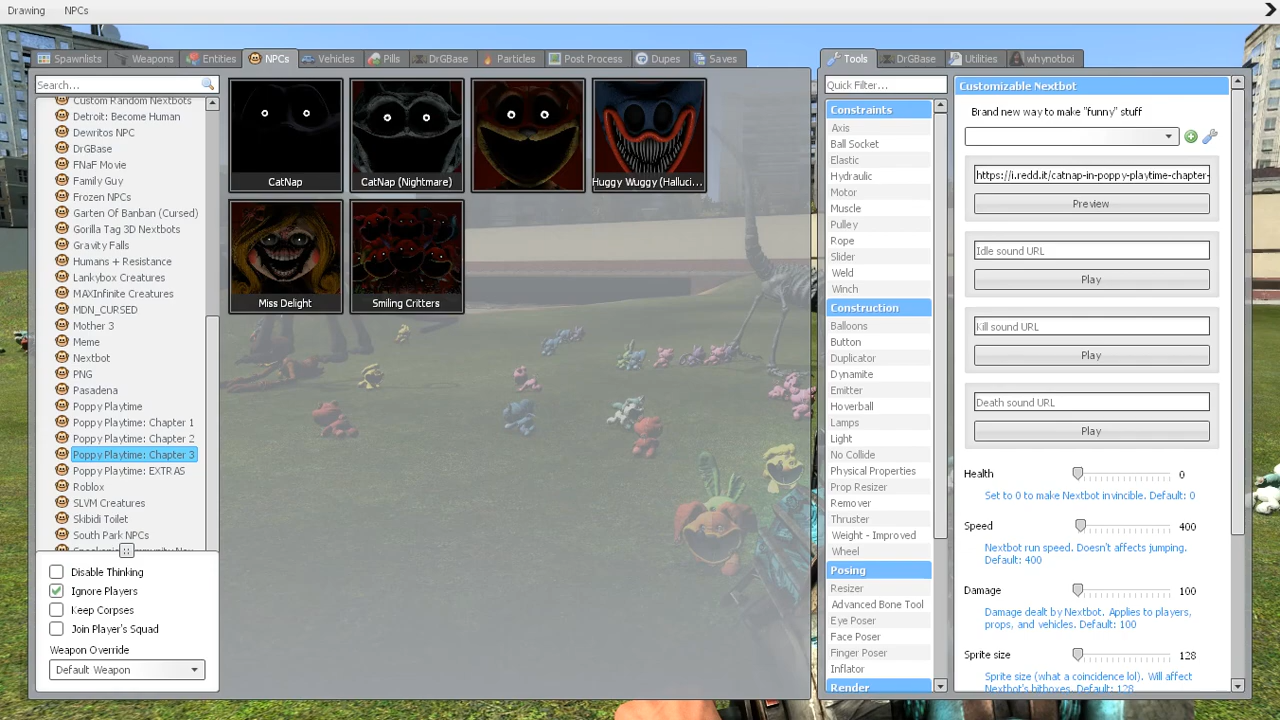 Drawing NPCs
Spawnlists Weapons Entities NPCs Vehicles Pills DrGBase Particles Post Process Dupes Saves
Search...
Custom Random Nextbots
Detroit: Become Human
Dewritos NPC
DrGBase
FNaF Movie
Family Guy
Frozen NPCs
Garten Of Banban (Cursed)
Gorilla Tag 3D Nextbots
Gravity Falls
Humans + Resistance
Lankybox Creatures
MAXInfinite Creatures
MDN_CURSED
Mother 3
Meme
Nextbot
PNG
Pasadena
Poppy Playtime
Poppy Playtime: Chapter 1
Poppy Playtime: Chapter 2
Poppy Playtime: Chapter 3
Poppy Playtime: EXTRAS
Roblox
SLVM Creatures
Skibidi Toilet
South Park NPCs
Disable Thinking
Ignore Players
Keep Corpses
Join Player's Squad
Weapon Override
Default Weapon
CatNap
CatNap (Nightmare)
Huggy Wuggy (Halluci...
Miss Delight
Smiling Critters
Tools DrGBase Utilities whynotboi
Quick Filter...
Constraints
Axis
Ball Socket
Elastic
Hydraulic
Motor
Muscle
Pulley
Rope
Slider
Weld
Winch
Construction
Balloons
Button
Duplicator
Dynamite
Emitter
Hoverball
Lamps
Light
No Collide
Physical Properties
Prop Resizer
Remover
Thruster
Weight - Improved
Wheel
Posing
Resizer
Advanced Bone Tool
Eye Poser
Face Poser
Finger Poser
Inflator
Render
Customizable Nextbot
Brand new way to make "funny" stuff
https://i.redd.it/catnap-in-poppy-playtime-chapter-
Preview
Idle sound URL
Play
Kill sound URL
Play
Death sound URL
Play
Health 0
Set to 0 to make Nextbot invincible. Default: 0
Speed 400
Nextbot run speed. Doesn't affects jumping.
Default: 400
Damage 100
Damage dealt by Nextbot. Applies to players,
props, and vehicles. Default: 100
Sprite size 128
Sprite size (what a coincidence lol). Will affect
Nextbot's hitboxes. Default: 128